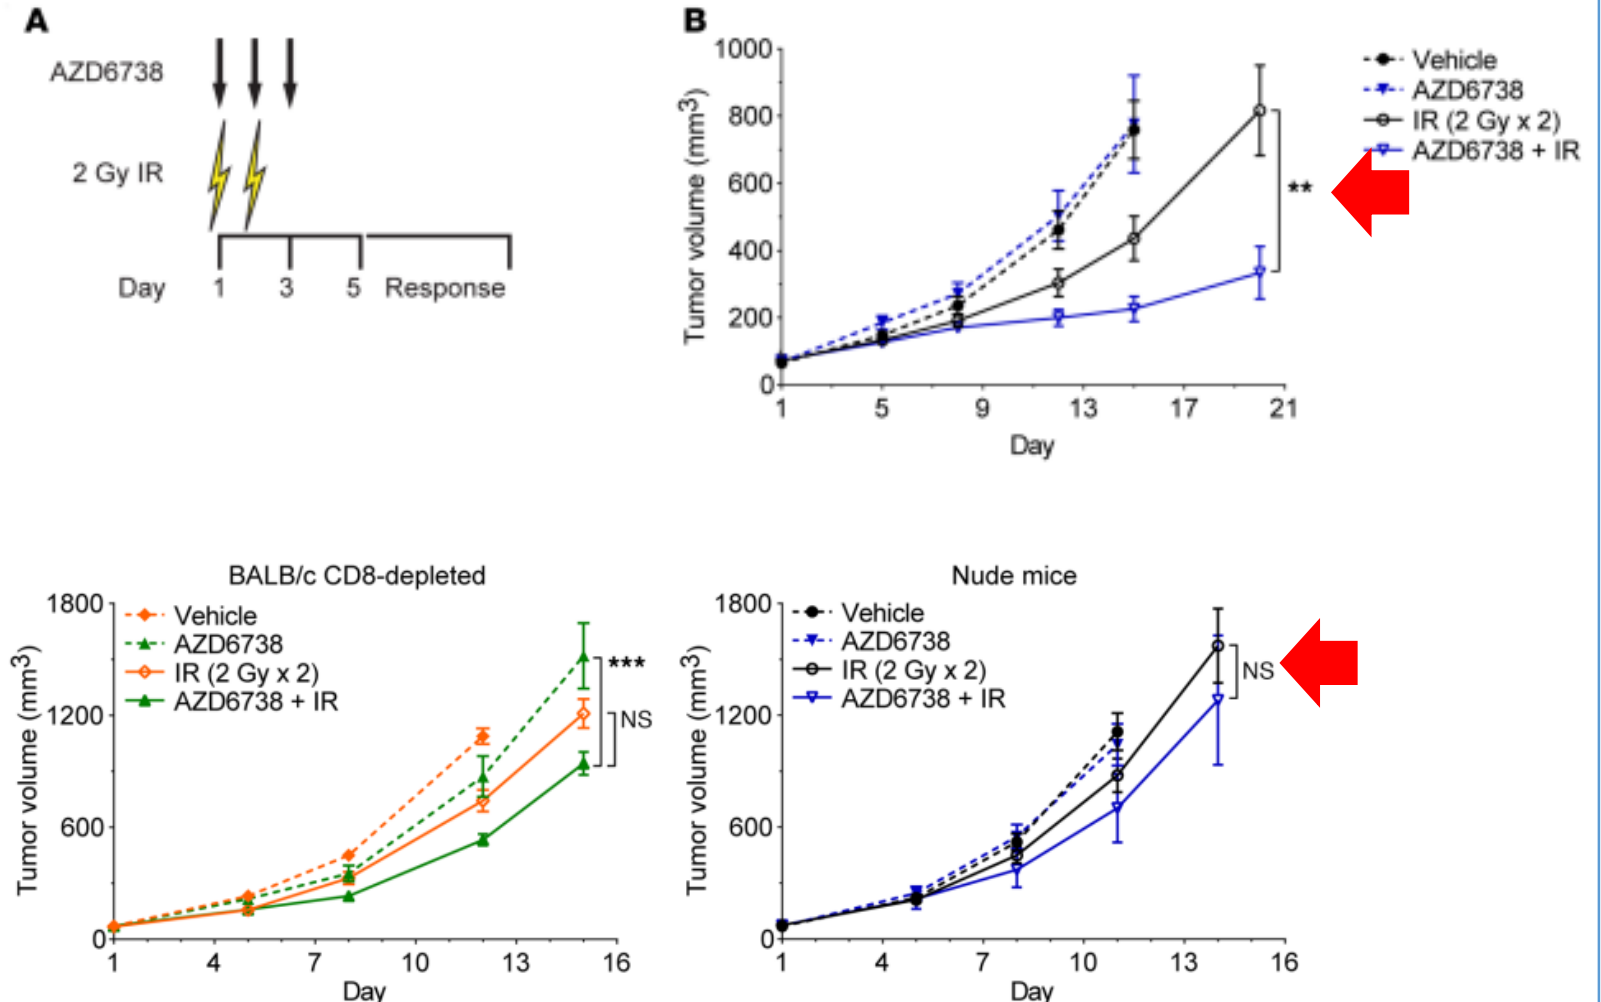 A
AZD6738
2 Gy IR
Day 1 3 5 Response
B
Tumor volume (mm3)
1000
800
600
400
200
0
1 5 9 13 17 21
Day
Vehicle
AZD6738
IR (2 Gy x 2)
AZD6738 + IR
**
BALB/c CD8-depleted
Tumor volume (mm3)
1800
1200
600
0
1 4 7 10 13 16
Day
Vehicle
AZD6738
IR (2 Gy x 2)
AZD6738 + IR
***
NS
Nude mice
Tumor volume (mm3)
1800
1200
600
0
1 4 7 10 13 16
Day
Vehicle
AZD6738
IR (2 Gy x 2)
AZD6738 + IR
NS